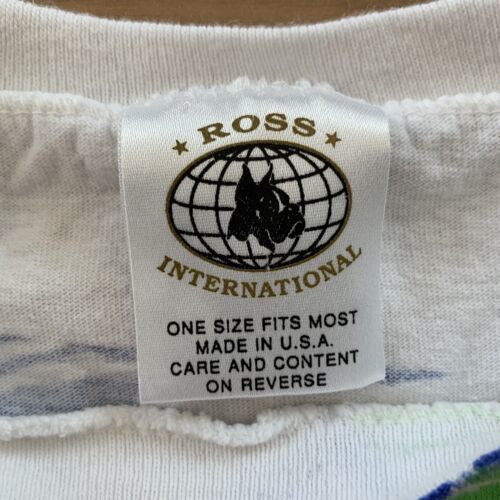 ★ ROSS ★
INTERNATIONAL
ONE SIZE FITS MOST
MADE IN U.S.A.
CARE AND CONTENT
ON REVERSE